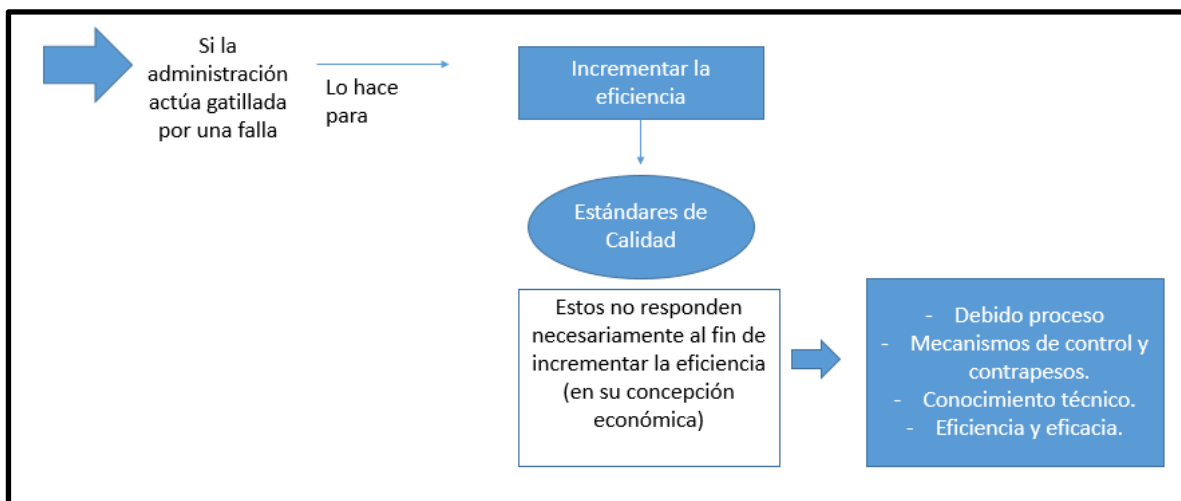 Si la
administración
actúa gatillada
por una falla
Lo hace
para
Incrementar la
eficiencia
Estándares de
Calidad
Estos no responden
necesariamente al fin de
incrementar la eficiencia
(en su concepción
económica)
- Debido proceso
- Mecanismos de control y
contrapesos.
- Conocimiento técnico.
- Eficiencia y eficacia.